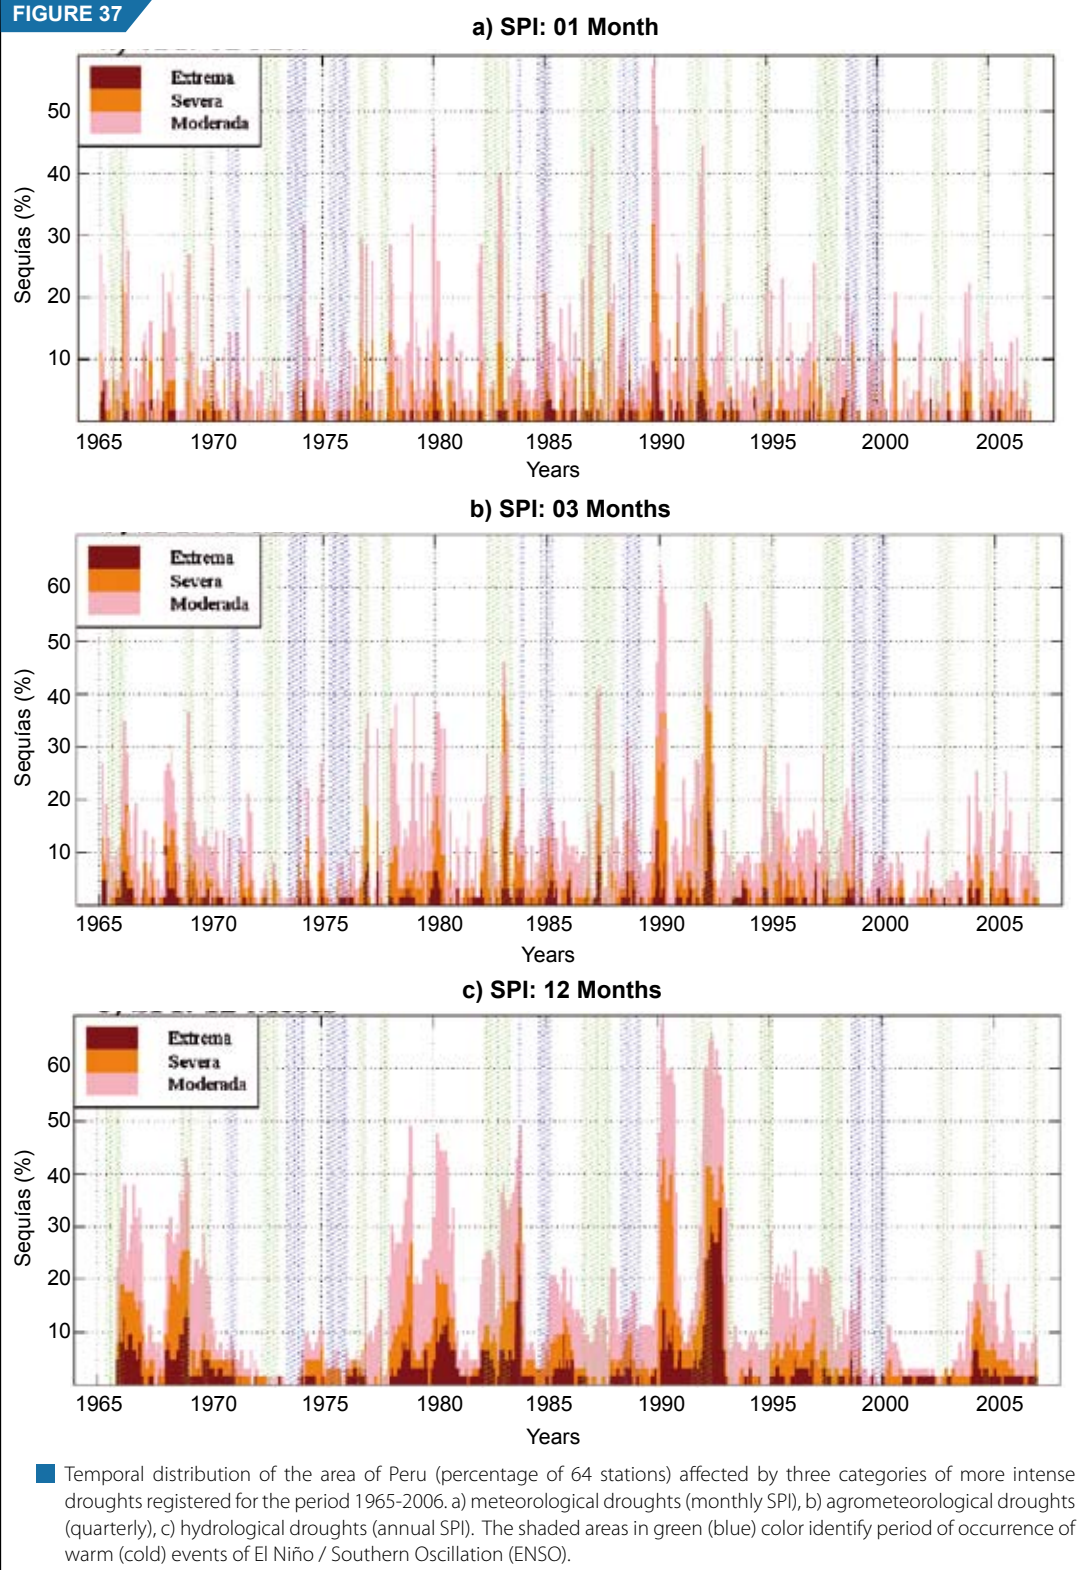 FIGURE 37
a) SPI: 01 Month
Extrema
Severa
Moderada
50
40
30
20
10
Sequías (%)
1965 1970 1975 1980 1985 1990 1995 2000 2005
Years
b) SPI: 03 Months
Extrema
Severa
Moderada
60
50
40
30
20
10
Sequías (%)
1965 1970 1975 1980 1985 1990 1995 2000 2005
Years
c) SPI: 12 Months
Extrema
Severa
Moderada
60
50
40
30
20
10
Sequías (%)
1965 1970 1975 1980 1985 1990 1995 2000 2005
Years
Temporal distribution of the area of Peru (percentage of 64 stations) affected by three categories of more intense
droughts registered for the period 1965-2006. a) meteorological droughts (monthly SPI), b) agrometeorological droughts
(quarterly), c) hydrological droughts (annual SPI). The shaded areas in green (blue) color identify period of occurrence of
warm (cold) events of El Niño / Southern Oscillation (ENSO).